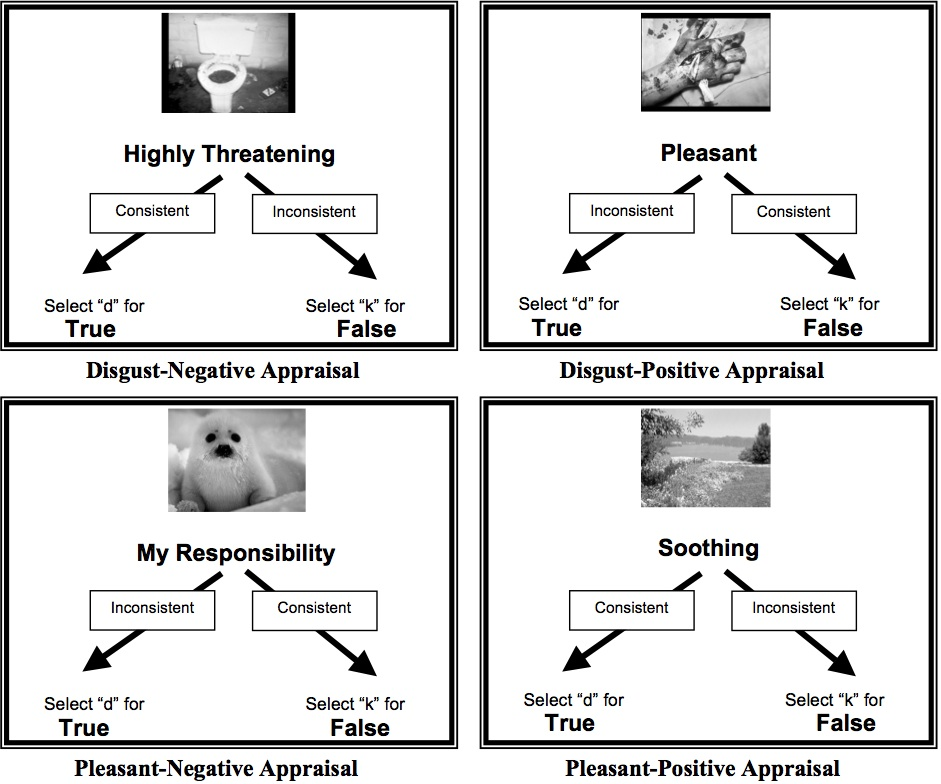 Highly Threatening
Consistent
Inconsistent
Select “d” for
True
Select “k” for
False
Disgust-Negative Appraisal
Pleasant
Inconsistent
Consistent
Select “d” for
True
Select “k” for
False
Disgust-Positive Appraisal
My Responsibility
Inconsistent
Consistent
Select “d” for
True
Select “k” for
False
Pleasant-Negative Appraisal
Soothing
Consistent
Inconsistent
Select “d” for
True
Select “k” for
False
Pleasant-Positive Appraisal